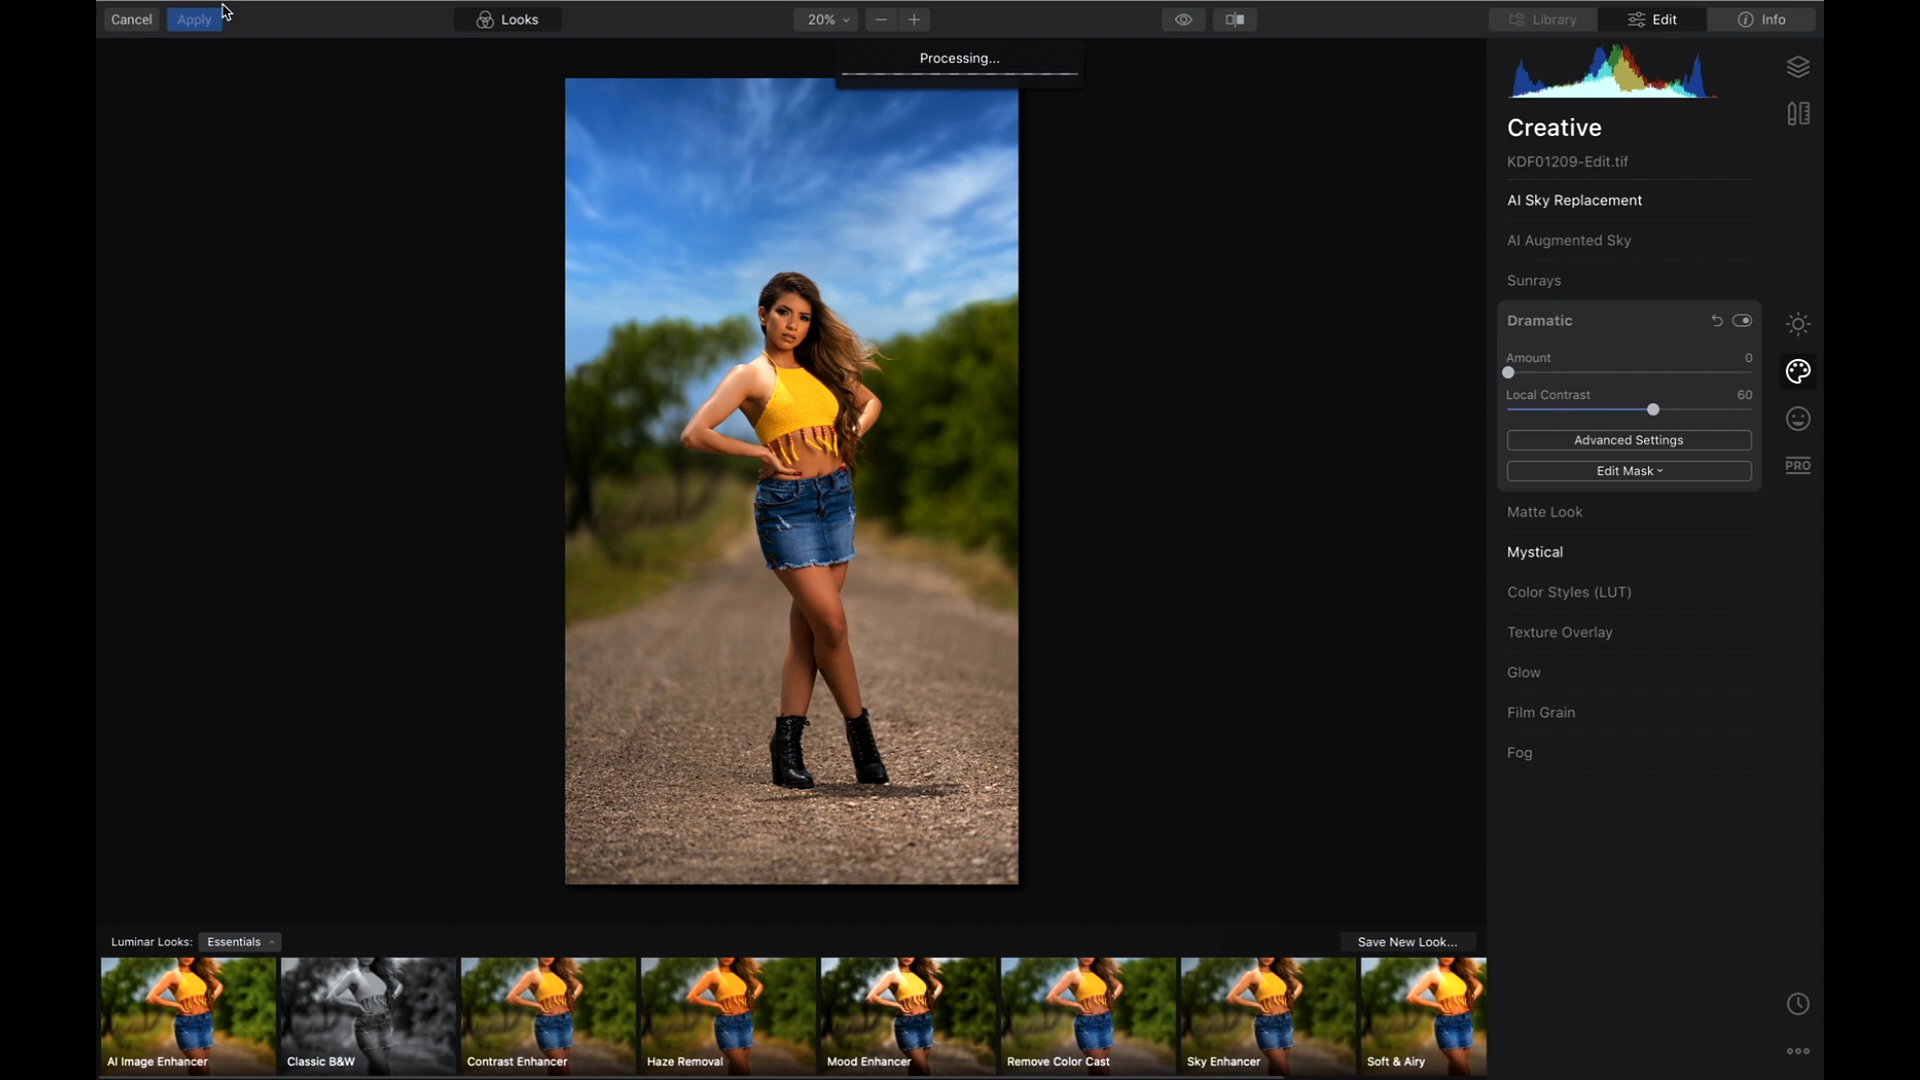 Cancel
Apply
Looks
20%
Library
Edit
Info
Processing...
Creative
KDF01209-Edit.tif
AI Sky Replacement
AI Augmented Sky
Sunrays
Dramatic
Amount 0
Local Contrast 60
Advanced Settings
Edit Mask
PRO
Matte Look
Mystical
Color Styles (LUT)
Texture Overlay
Glow
Film Grain
Fog
Luminar Looks: Essentials
Save New Look...
AI Image Enhancer
Classic B&W
Contrast Enhancer
Haze Removal
Mood Enhancer
Remove Color Cast
Sky Enhancer
Soft & Airy